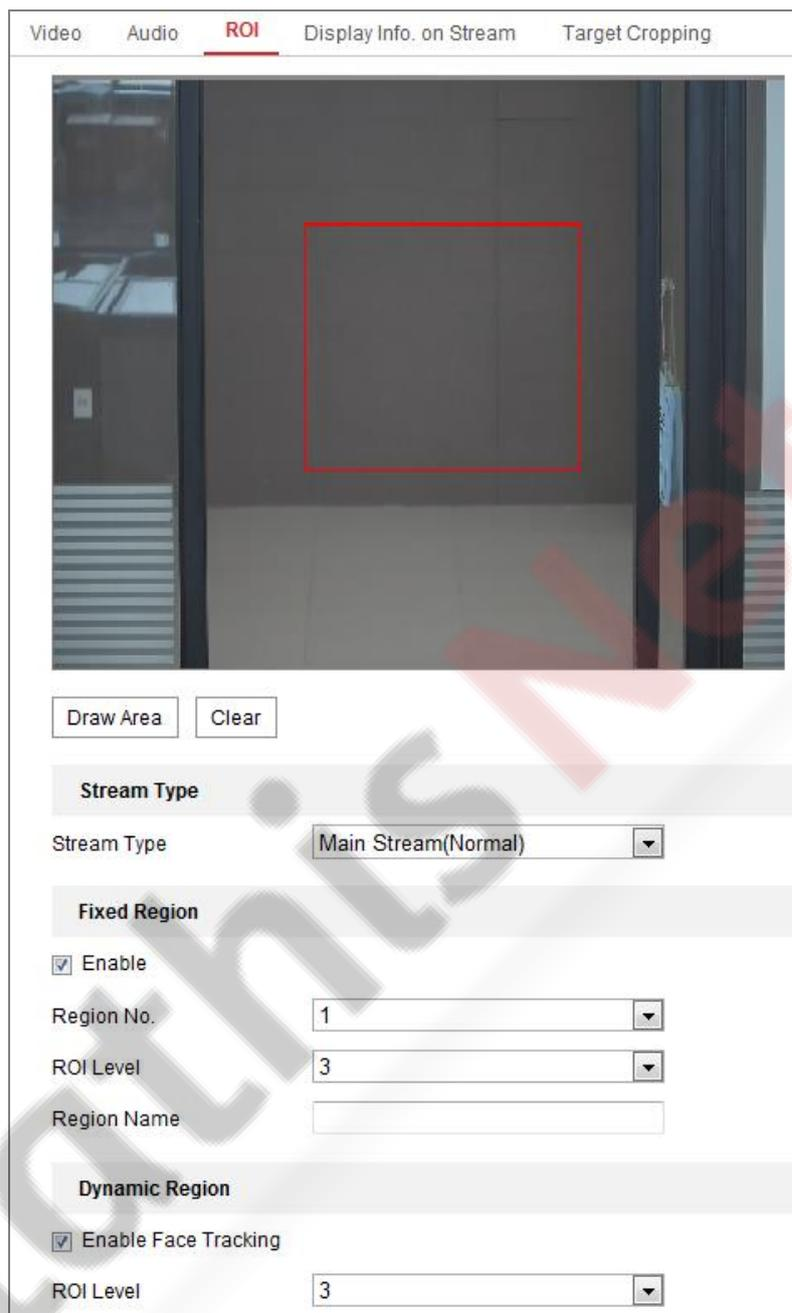 Video Audio ROI Display Info. on Stream Target Cropping
Draw Area Clear
Stream Type
Stream Type Main Stream(Normal)
Fixed Region
Enable
Region No. 1
ROI Level 3
Region Name
Dynamic Region
Enable Face Tracking
ROI Level 3